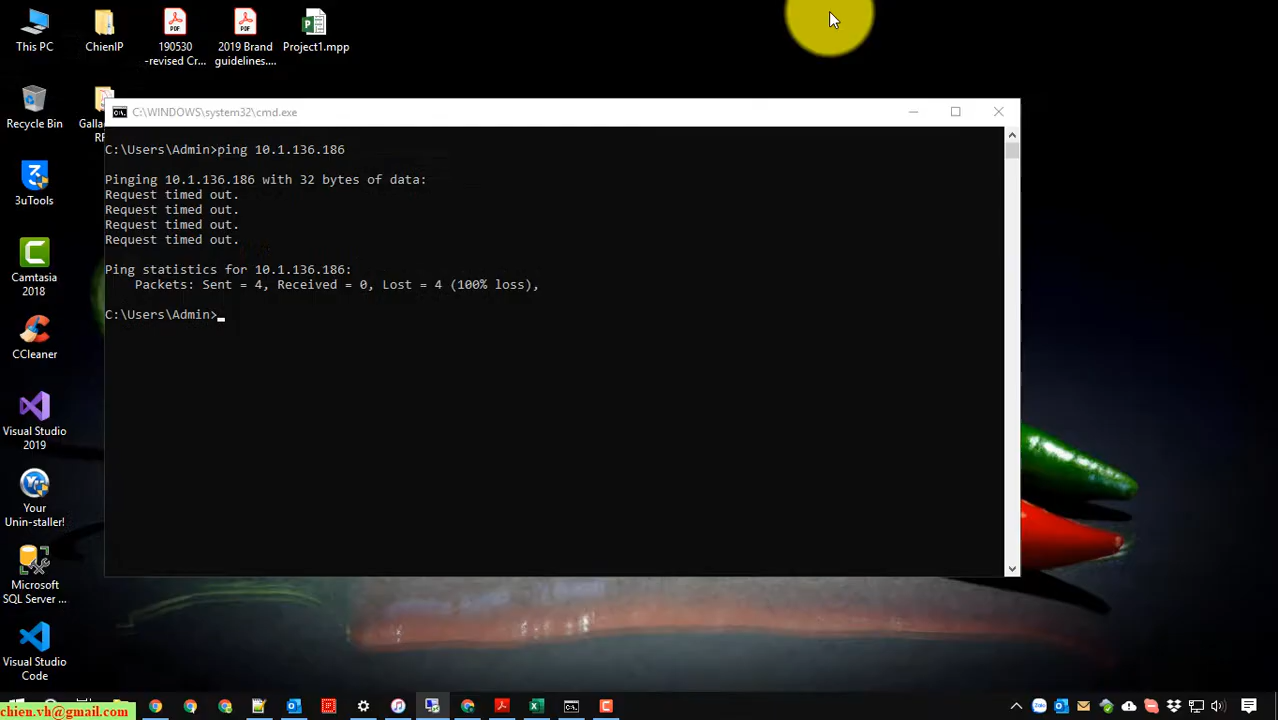 This PC
ChienIP
190530
-revised Cr...
2019 Brand
guidelines....
Project1.mpp
Recycle Bin
Galla
RF
3uTools
Camtasia
2018
CCleaner
Visual Studio
2019
Your
Unin-staller!
Microsoft
SQL Server ...
Visual Studio
Code
C:\WINDOWS\system32\cmd.exe
C:\Users\Admin>ping 10.1.136.186
Pinging 10.1.136.186 with 32 bytes of data:
Request timed out.
Request timed out.
Request timed out.
Request timed out.
Ping statistics for 10.1.136.186:
Packets: Sent = 4, Received = 0, Lost = 4 (100% loss),
C:\Users\Admin>
chien.vh@gmail.com